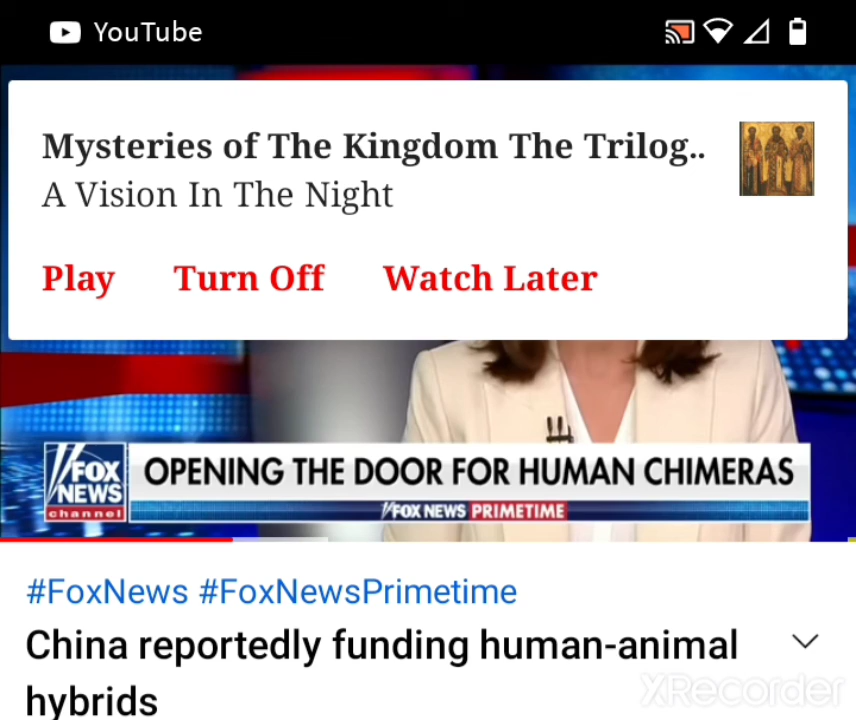 YouTube
Mysteries of The Kingdom The Trilog..
A Vision In The Night
Play Turn Off Watch Later
FOX
NEWS
channel
OPENING THE DOOR FOR HUMAN CHIMERAS
FOX NEWS PRIMETIME
#FoxNews #FoxNewsPrimetime
China reportedly funding human-animal
hybrids
XRecorder